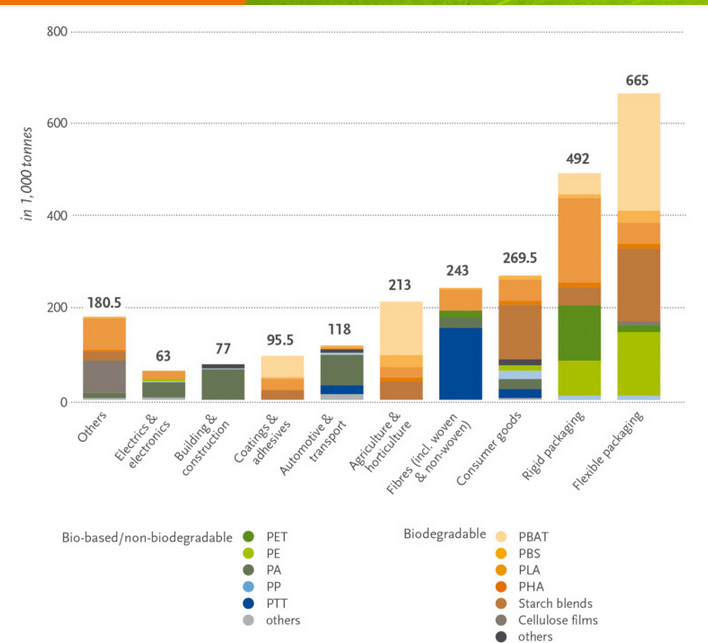 800
600
400
200
0
in 1,000 tonnes
180.5
63
77
95.5
118
213
243
269.5
492
665
Others
Electrics &
electronics
Building &
construction
Coatings &
adhesives
Automotive &
transport
Agriculture &
horticulture
Fibres (incl. woven
& non-woven)
Consumer goods
Rigid packaging
Flexible packaging
Bio-based/non-biodegradable
PET
PE
PA
PP
PTT
others
Biodegradable
PBAT
PBS
PLA
PHA
Starch blends
Cellulose films
others